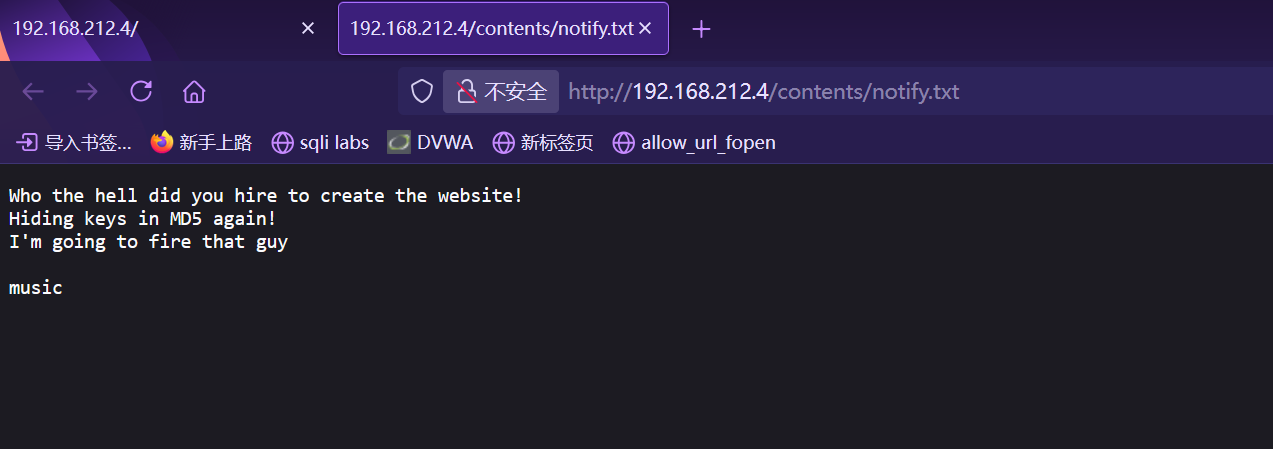 192.168.212.4/
192.168.212.4/contents/notify.txt
不安全
http://192.168.212.4/contents/notify.txt
导入书签...
新手上路
sqli labs
DVWA
新标签页
allow_url_fopen
Who the hell did you hire to create the website!
Hiding keys in MD5 again!
I'm going to fire that guy
music